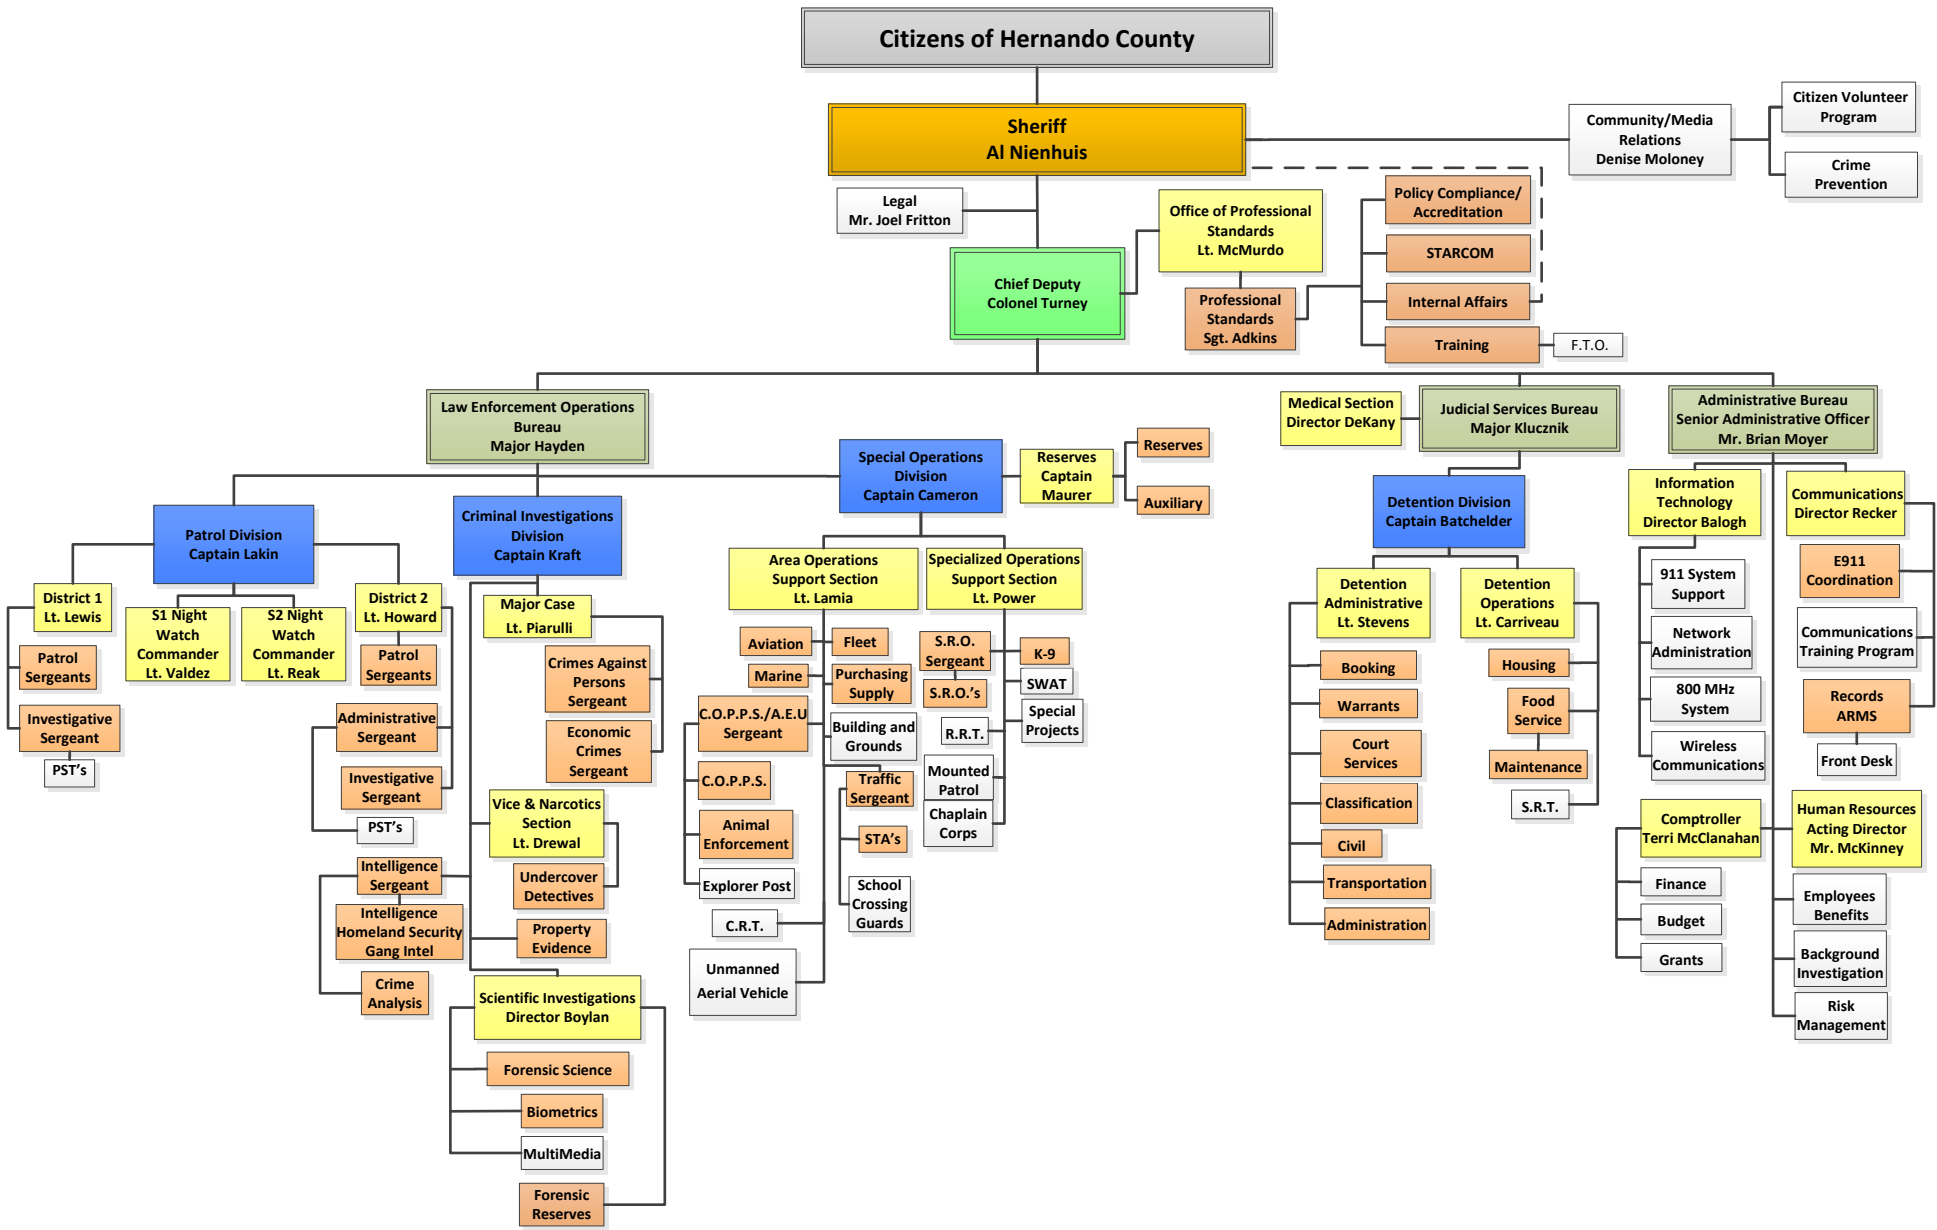 Citizens of Hernando County
Sheriff
Al Nienhuis
Community/Media
Relations
Denise Moloney
Citizen Volunteer
Program
Crime
Prevention
Legal
Mr. Joel Fritton
Office of Professional
Standards
Lt. McMurdo
Policy Compliance/
Accreditation
STARCOM
Chief Deputy
Colonel Turney
Professional
Standards
Sgt. Adkins
Internal Affairs
Training
F.T.O.
Law Enforcement Operations
Bureau
Major Hayden
Medical Section
Director DeKany
Judicial Services Bureau
Major Klucznik
Administrative Bureau
Senior Administrative Officer
Mr. Brian Moyer
Special Operations
Division
Captain Cameron
Reserves
Captain
Maurer
Reserves
Auxiliary
Patrol Division
Captain Lakin
Criminal Investigations
Division
Captain Kraft
Detention Division
Captain Batchelder
Information
Technology
Director Balogh
Communications
Director Recker
District 1
Lt. Lewis
S1 Night
Watch
Commander
Lt. Valdez
S2 Night
Watch
Commander
Lt. Reak
District 2
Lt. Howard
Patrol
Sergeants
Investigative
Sergeant
PST's
Patrol
Sergeants
Administrative
Sergeant
Investigative
Sergeant
PST's
Major Case
Lt. Piarulli
Crimes Against
Persons
Sergeant
Economic
Crimes
Sergeant
Vice & Narcotics
Section
Lt. Drewal
Undercover
Detectives
Property
Evidence
Intelligence
Sergeant
Intelligence
Homeland Security
Gang Intel
Crime
Analysis
Scientific Investigations
Director Boylan
Forensic Science
Biometrics
MultiMedia
Forensic
Reserves
Area Operations
Support Section
Lt. Lamia
Aviation
Fleet
Marine
Purchasing
Supply
C.O.P.P.S./A.E.U
Sergeant
Building and
Grounds
C.O.P.P.S.
Traffic
Sergeant
Animal
Enforcement
STA's
Explorer Post
School
Crossing
Guards
C.R.T.
Unmanned
Aerial Vehicle
Specialized Operations
Support Section
Lt. Power
S.R.O.
Sergeant
K-9
S.R.O.'s
SWAT
R.R.T.
Special
Projects
Mounted
Patrol
Chaplain
Corps
Detention
Administrative
Lt. Stevens
Booking
Warrants
Court
Services
Classification
Civil
Transportation
Administration
Detention
Operations
Lt. Carriveau
Housing
Food
Service
Maintenance
S.R.T.
911 System
Support
Network
Administration
800 MHz
System
Wireless
Communications
E911
Coordination
Communications
Training Program
Records
ARMS
Front Desk
Comptroller
Terri McClanahan
Finance
Budget
Grants
Human Resources
Acting Director
Mr. McKinney
Employees
Benefits
Background
Investigation
Risk
Management